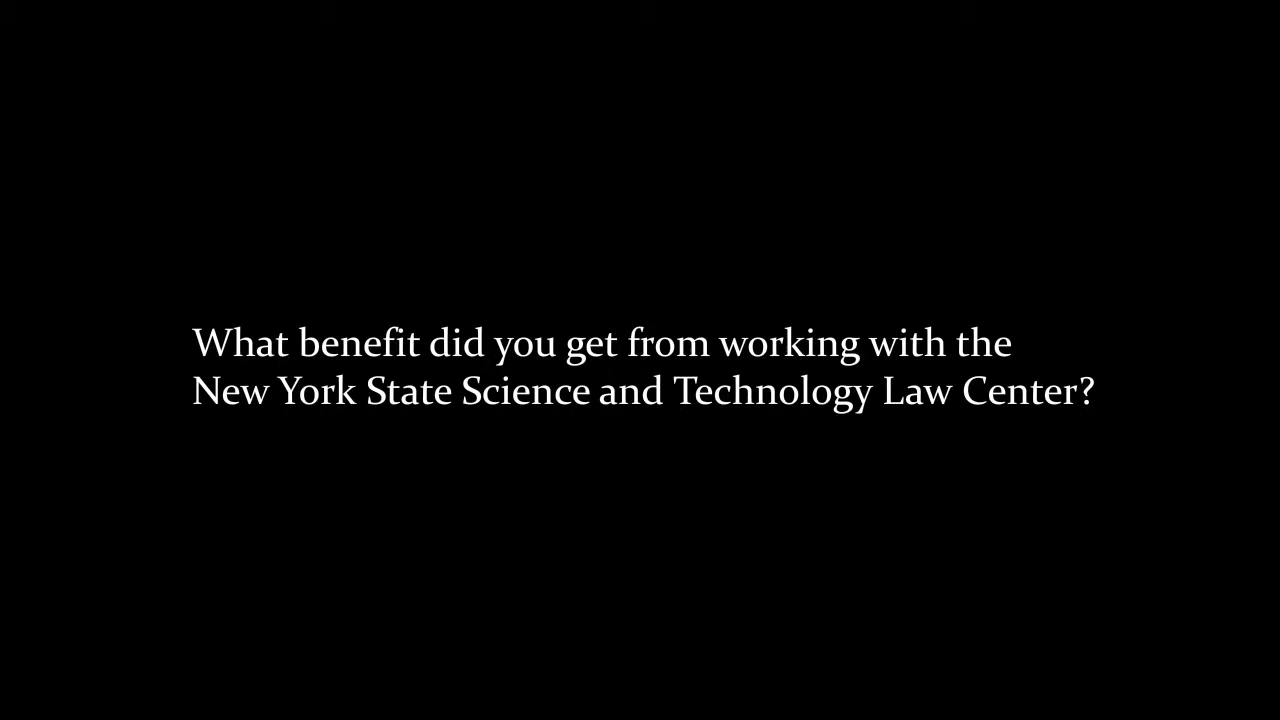 What benefit did you get from working with the
New York State Science and Technology Law Center?